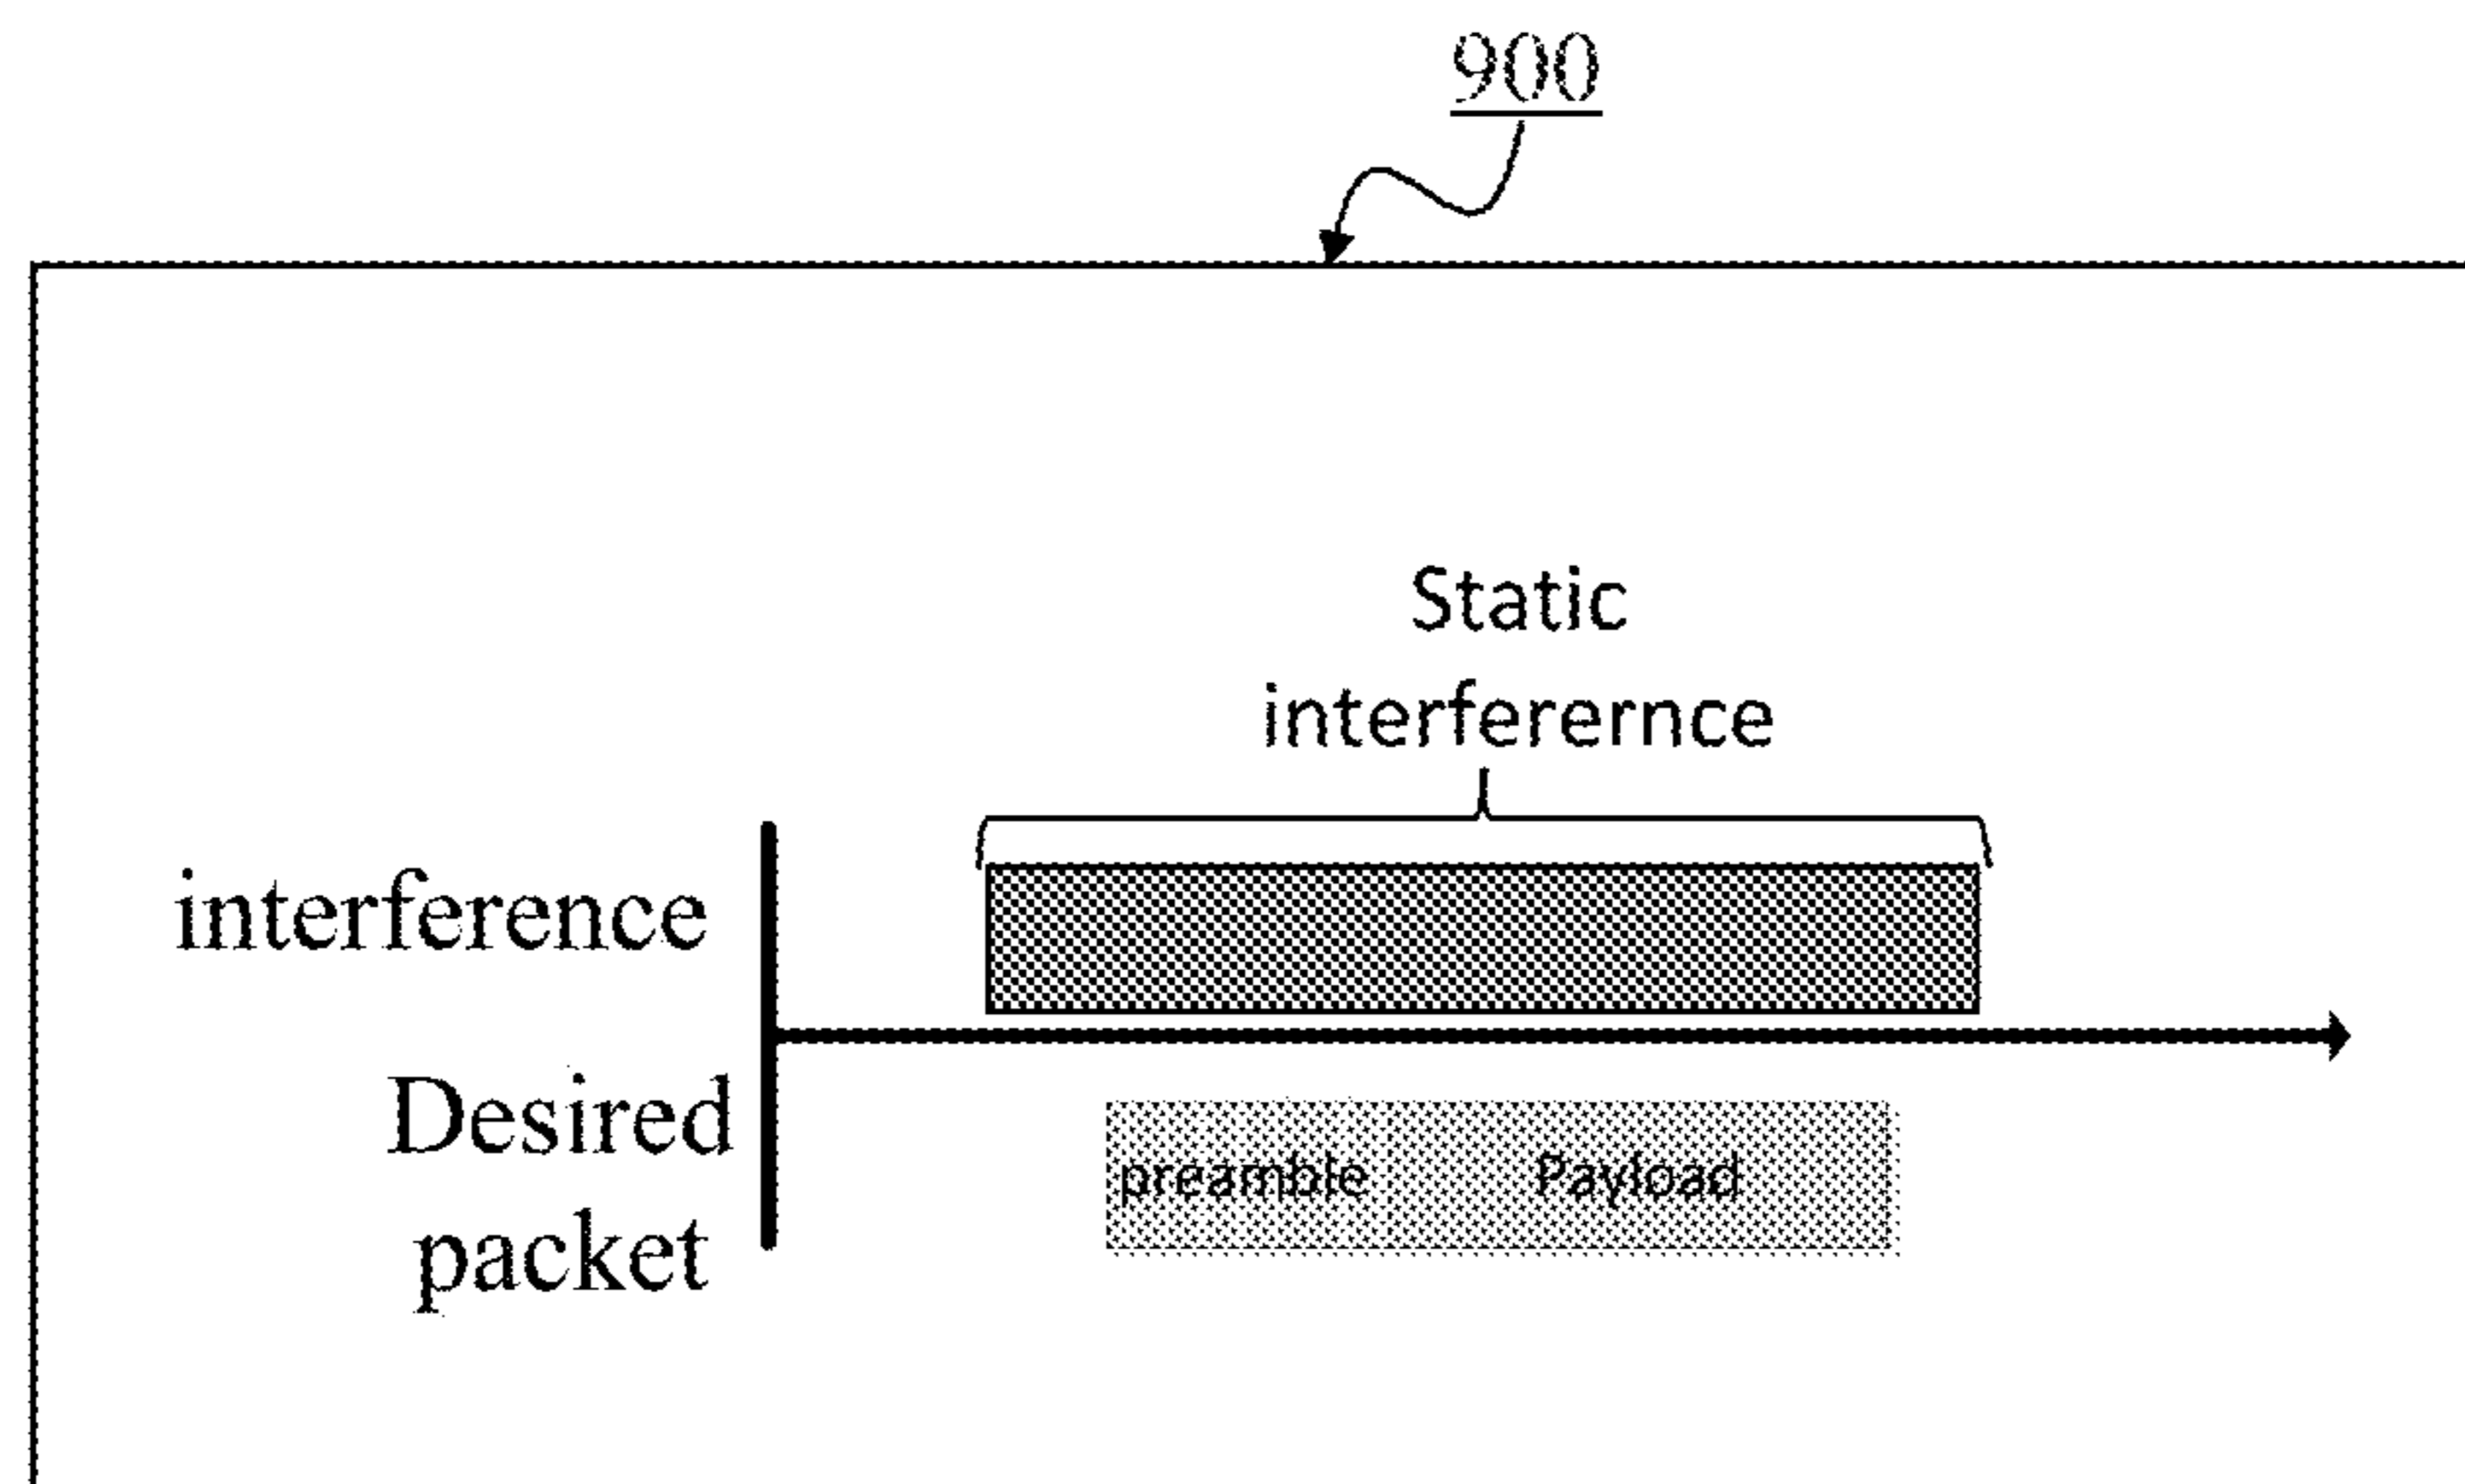 900
Static
interferernce
interference
Desired
packet
preamble
Payload